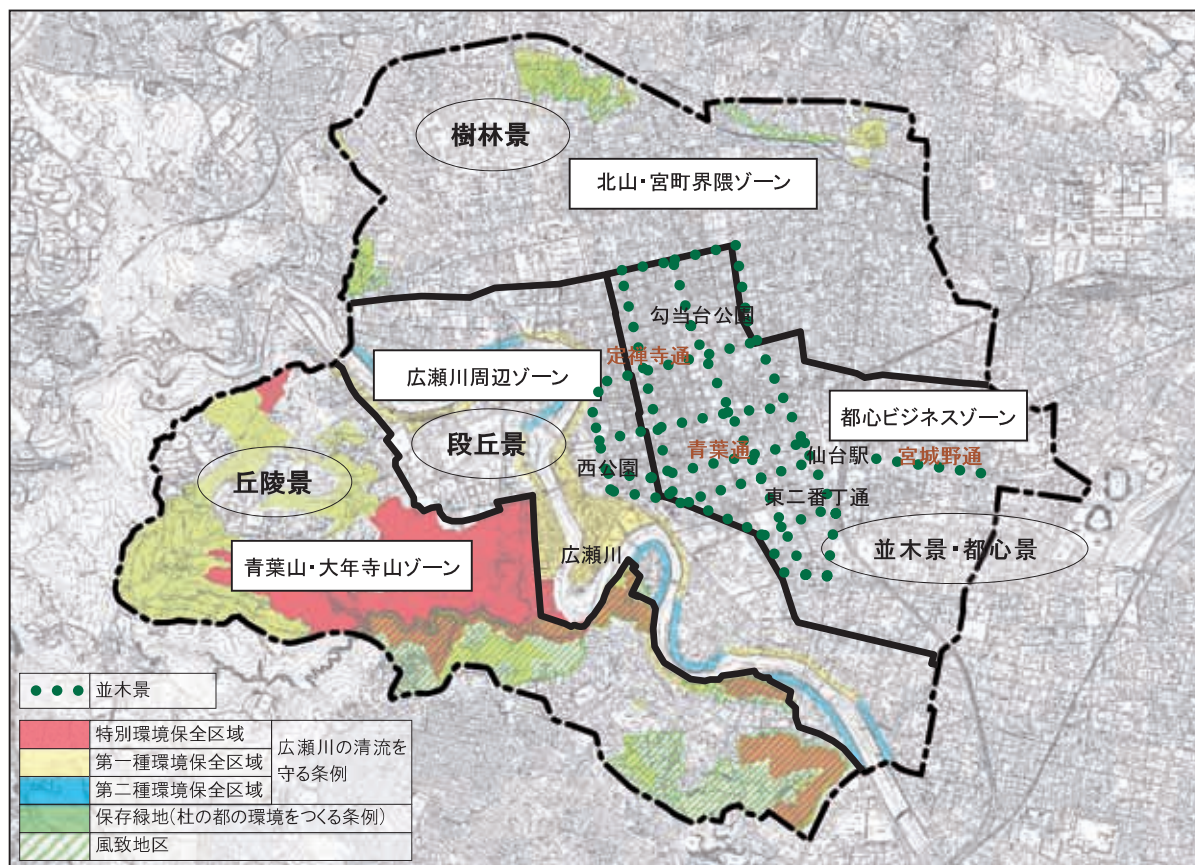 樹林景
北山・宮町界隈ゾーン
勾当台公園
定禅寺通
広瀬川周辺ゾーン
都心ビジネスゾーン
段丘景
青葉通
仙台駅
宮城野通
西公園
丘陵景
東二番丁通
並木景・都心景
広瀬川
青葉山・大年寺山ゾーン
並木景
特別環境保全区域
第一種環境保全区域
第二種環境保全区域
広瀬川の清流を
守る条例
保存緑地(杜の都の環境をつくる条例)
風致地区